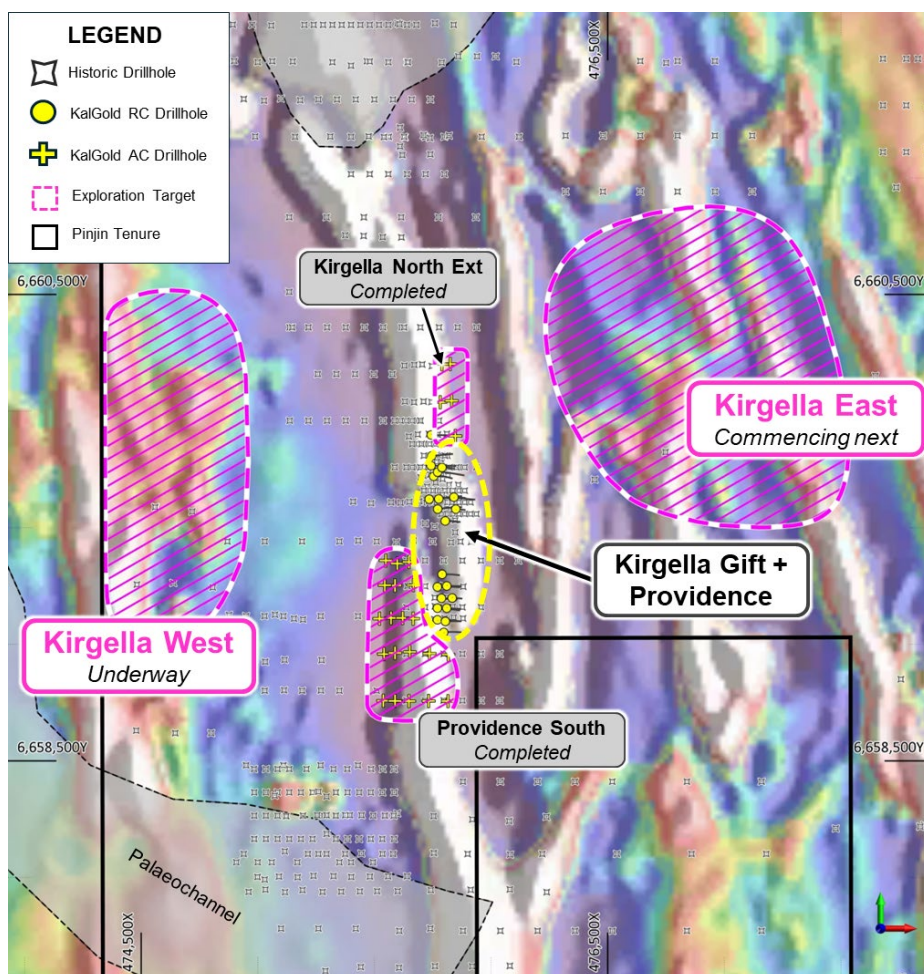 LEGEND
Historic Drillhole
KalGold RC Drillhole
KalGold AC Drillhole
Exploration Target
Pinjin Tenure
476,500X
6,660,500Y
6,660,500Y
Kirgella North Ext
Completed
Kirgella East
Commencing next
Kirgella Gift +
Providence
Kirgella West
Underway
Providence South
Completed
6,658,500Y
6,658,500Y
Palaeochannel
474,500X
476,500X